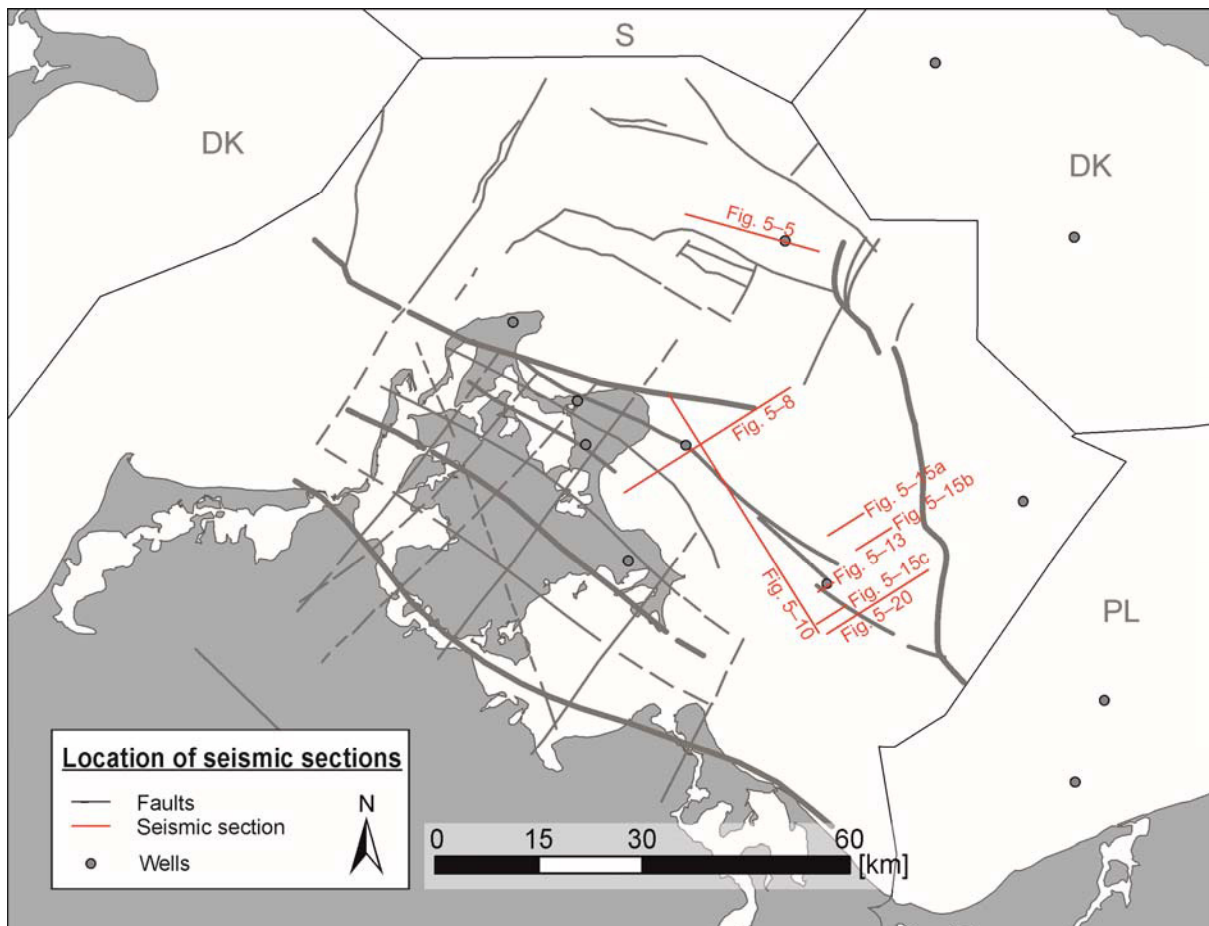 S
DK
DK
Fig. 5–5
Fig. 5–8
Fig. 5–15a
Fig. 5–15b
Fig. 5–13
Fig. 5–15c
Fig. 5–20
Fig. 5–10
PL
Location of seismic sections
Faults
Seismic section
Wells
N
0 15 30 45 60
[km]